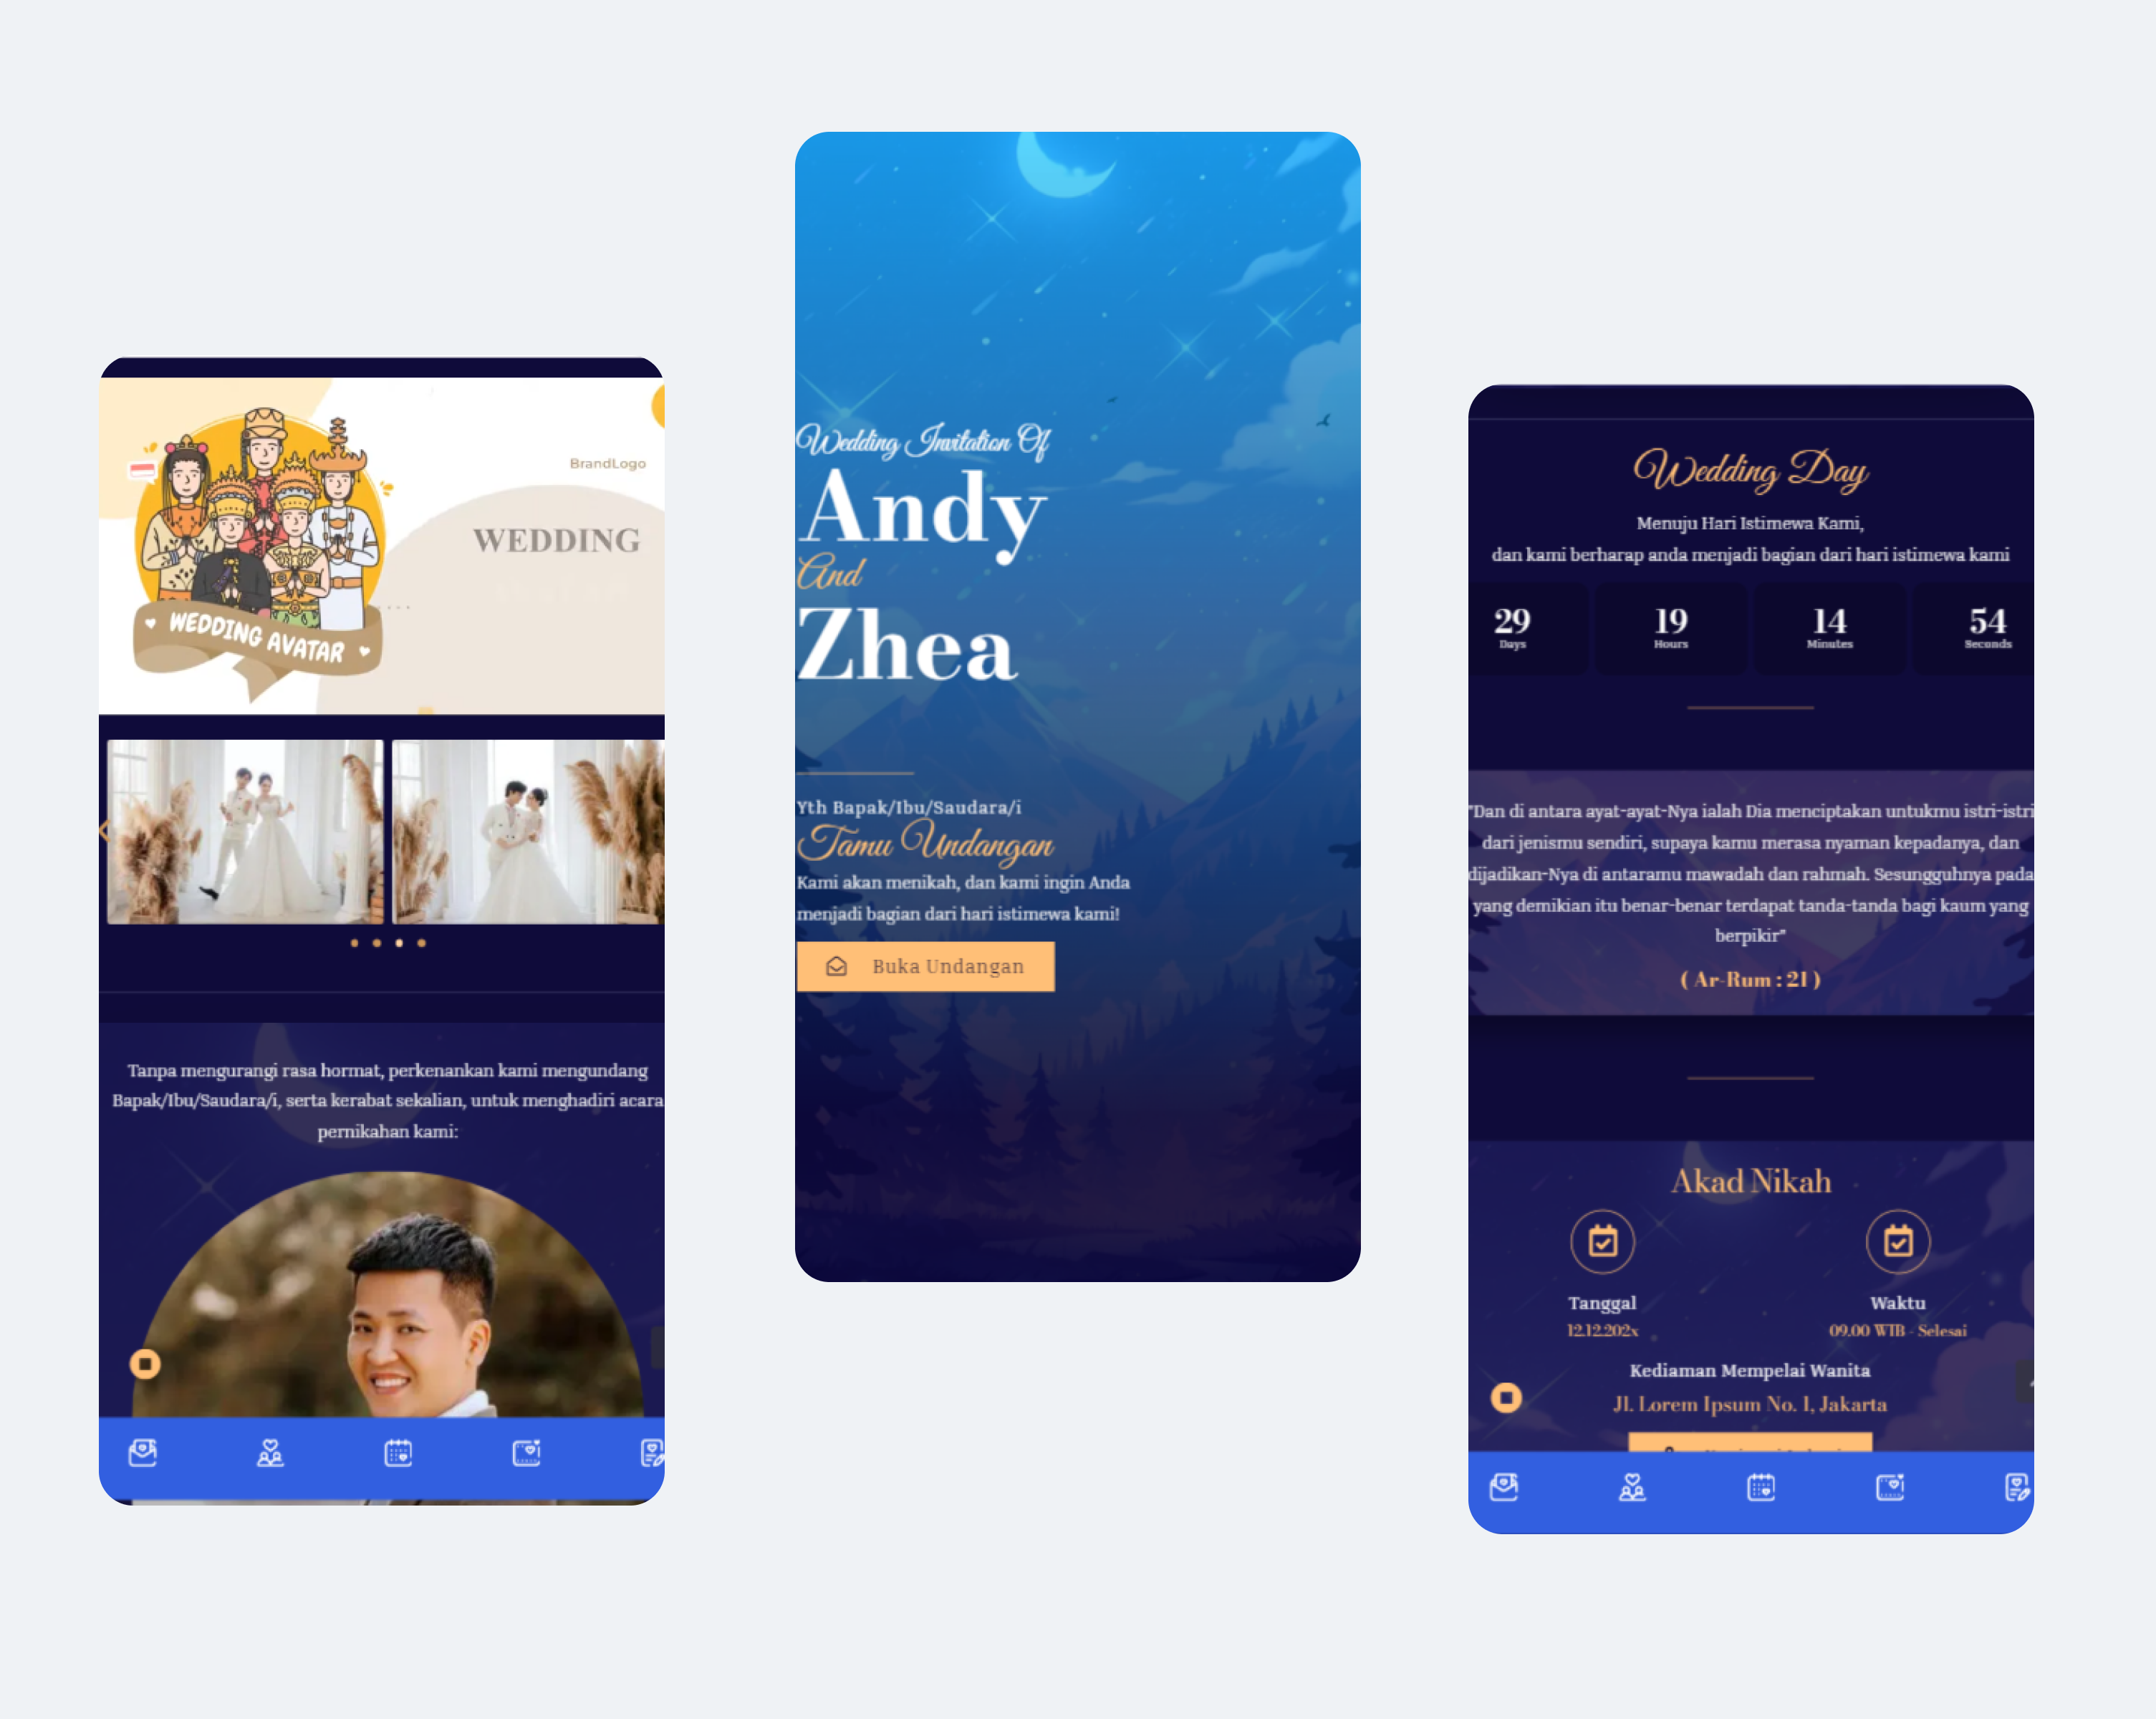 BrandLogo
WEDDING
WEDDING AVATAR
Tanpa mengurangi rasa hormat, perkenankan kami mengundang
Bapak/Ibu/Saudara/i, serta kerabat sekalian, untuk menghadiri acara
pernikahan kami:
Wedding Invitation Of
Andy
And
Zhea
Yth Bapak/Ibu/Saudara/i
Tamu Undangan
Kami akan menikah, dan kami ingin Anda
menjadi bagian dari hari istimewa kami!
Buka Undangan
Wedding Day
Menuju Hari Istimewa Kami,
dan kami berharap anda menjadi bagian dari hari istimewa kami
29 19 14 54
Days Hours Minutes Seconds
"Dan di antara ayat-ayat-Nya ialah Dia menciptakan untukmu istri-istri
dari jenismu sendiri, supaya kamu merasa nyaman kepadanya, dan
dijadikan-Nya di antaramu mawadah dan rahmah. Sesungguhnya pada
yang demikian itu benar-benar terdapat tanda-tanda bagi kaum yang
berpikir"
( Ar-Rum : 21 )
Akad Nikah
Tanggal Waktu
12.12.202x 09.00 WIB - Selesai
Kediaman Mempelai Wanita
Jl. Lorem Ipsum No. 1, Jakarta